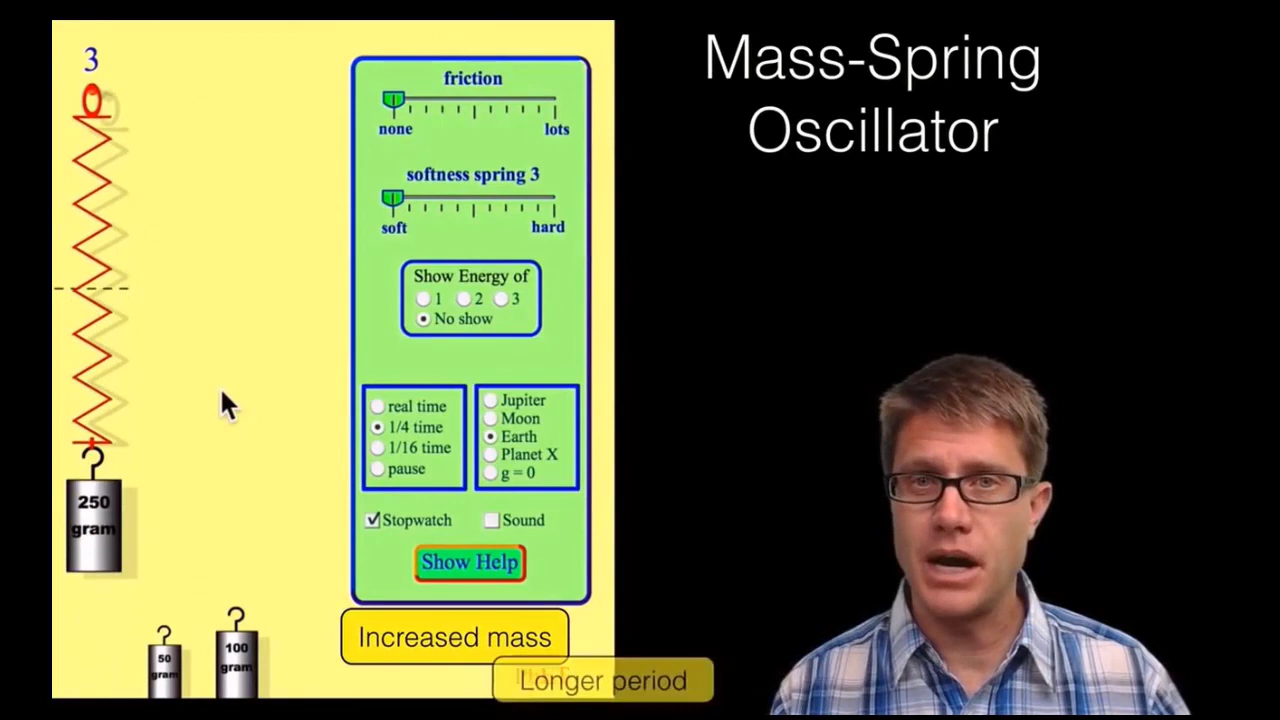 Mass-Spring
Oscillator
3
friction
none
lots
softness spring 3
soft
hard
Show Energy of
1 2 3
No show
real time
1/4 time
1/16 time
pause
Jupiter
Moon
Earth
Planet X
g = 0
Stopwatch
Sound
Show Help
250
gram
50
gram
100
gram
Increased mass
Longer period